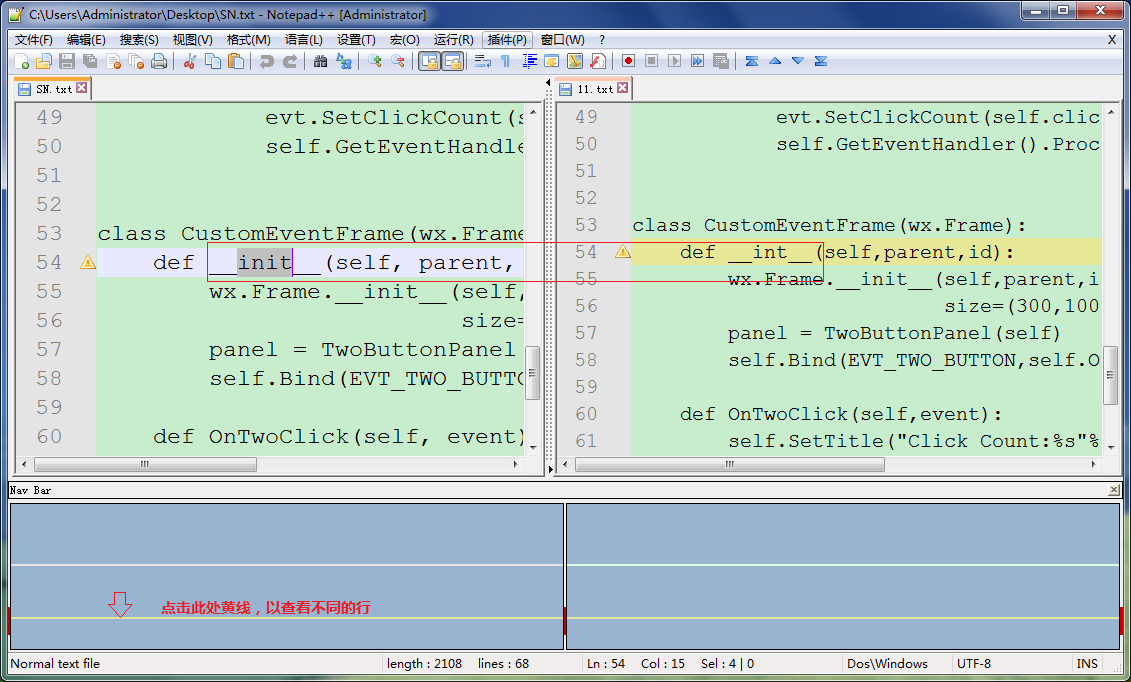 C:\Users\Administrator\Desktop\SN.txt - Notepad++ [Administrator]
文件(F) 编辑(E) 搜索(S) 视图(V) 格式(M) 语言(L) 设置(T) 宏(O) 运行(R) 插件(P) 窗口(W) ? X
SN.txt
49 evt.SetClickCount(s
50 self.GetEventHandle
51
52
53 class CustomEventFrame(wx.Frame
54 def __init__(self, parent,
55 wx.Frame.__init__(self,
56 size=
57 panel = TwoButtonPanel
58 self.Bind(EVT_TWO_BUTTO
59
60 def OnTwoClick(self, event)
11.txt
49 evt.SetClickCount(self.clic
50 self.GetEventHandler().Proc
51
52
53 class CustomEventFrame(wx.Frame):
54 def __int__(self,parent,id):
55 wx.Frame.__init__(self,parent,i
56 size=(300,100
57 panel = TwoButtonPanel(self)
58 self.Bind(EVT_TWO_BUTTON,self.O
59
60 def OnTwoClick(self,event):
61 self.SetTitle("Click Count:%s"%
Nav Bar
点击此处黄线，以查看不同的行
Normal text file length : 2108 lines : 68 Ln : 54 Col : 15 Sel : 4 | 0 Dos\Windows UTF-8 INS